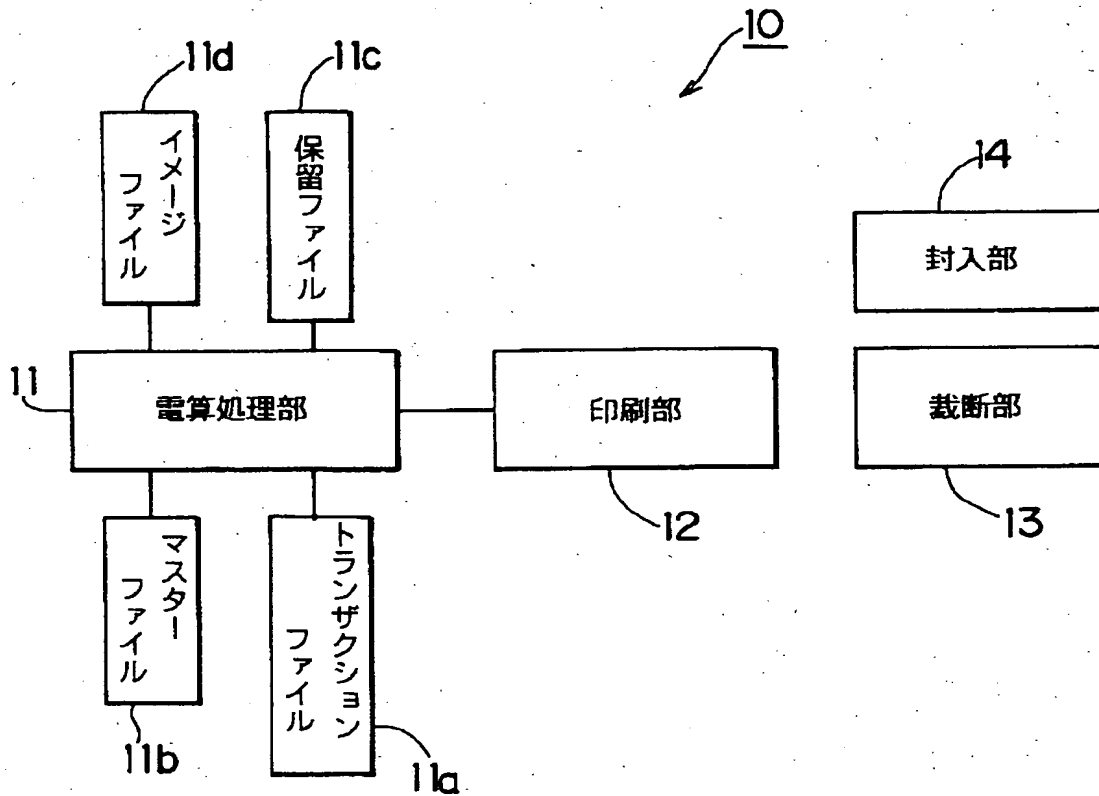 10
11d
11c
イメージ
ファイル
保留ファイル
14
封入部
11
電算処理部
印刷部
裁断部
12
13
マスター
ファイル
トランザクション
ファイル
11b
11a